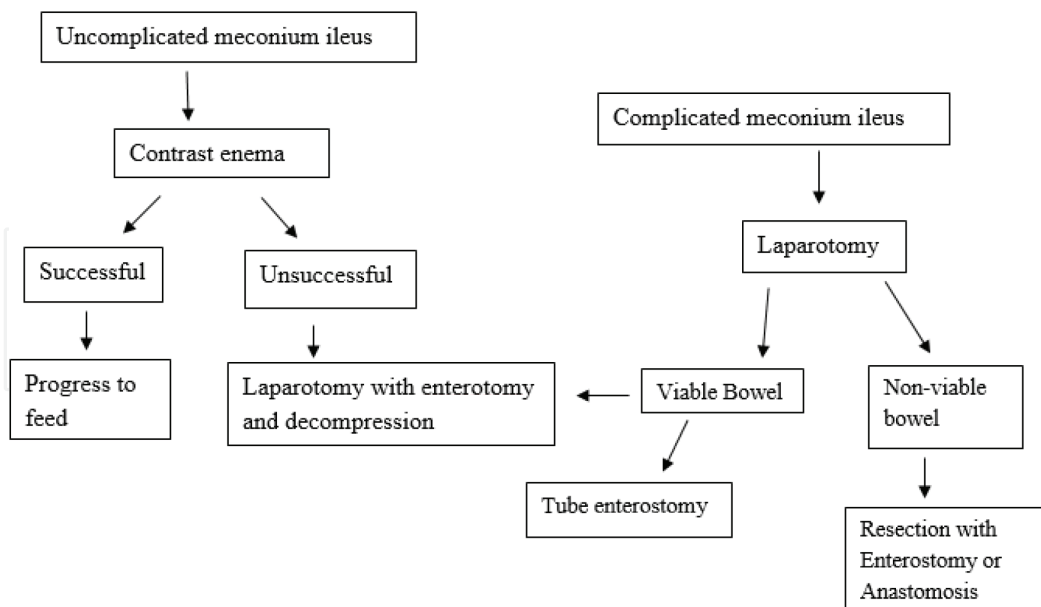 Uncomplicated meconium ileus
Contrast enema
Successful
Unsuccessful
Progress to
feed
Laparotomy with enterotomy
and decompression
Complicated meconium ileus
Laparotomy
Viable Bowel
Non-viable
bowel
Tube enterostomy
Resection with
Enterostomy or
Anastomosis